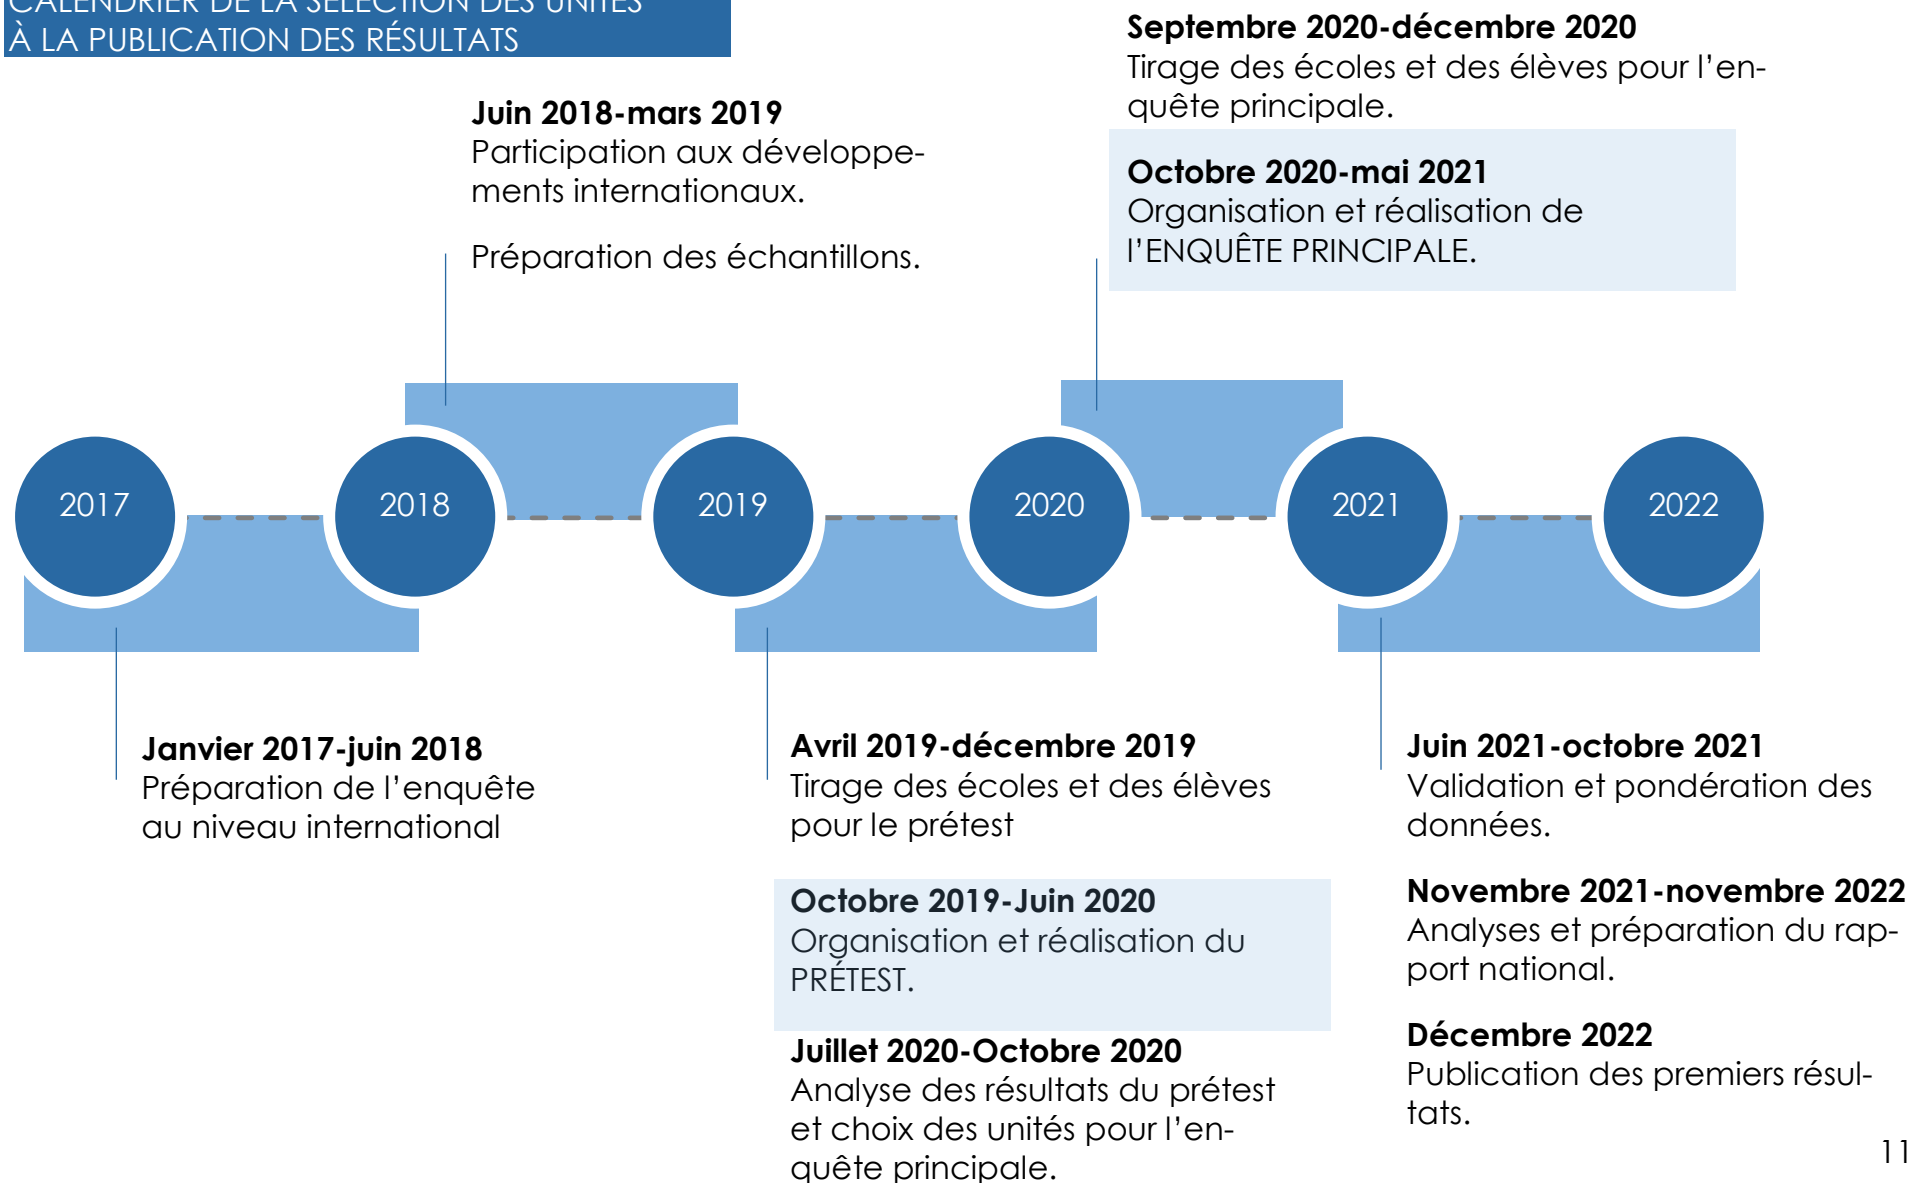 CALENDRIER DE LA SÉLECTION DES UNITÉS
À LA PUBLICATION DES RÉSULTATS
Juin 2018-mars 2019
Participation aux développe-
ments internationaux.
Préparation des échantillons.
Septembre 2020-décembre 2020
Tirage des écoles et des élèves pour l’en-
quête principale.
Octobre 2020-mai 2021
Organisation et réalisation de
l’ENQUÊTE PRINCIPALE.
2017
2018
2019
2020
2021
2022
Janvier 2017-juin 2018
Préparation de l’enquête
au niveau international
Avril 2019-décembre 2019
Tirage des écoles et des élèves
pour le prétest
Octobre 2019-Juin 2020
Organisation et réalisation du
PRÉTEST.
Juillet 2020-Octobre 2020
Analyse des résultats du prétest
et choix des unités pour l’en-
quête principale.
Juin 2021-octobre 2021
Validation et pondération des
données.
Novembre 2021-novembre 2022
Analyses et préparation du rap-
port national.
Décembre 2022
Publication des premiers résul-
tats.
11